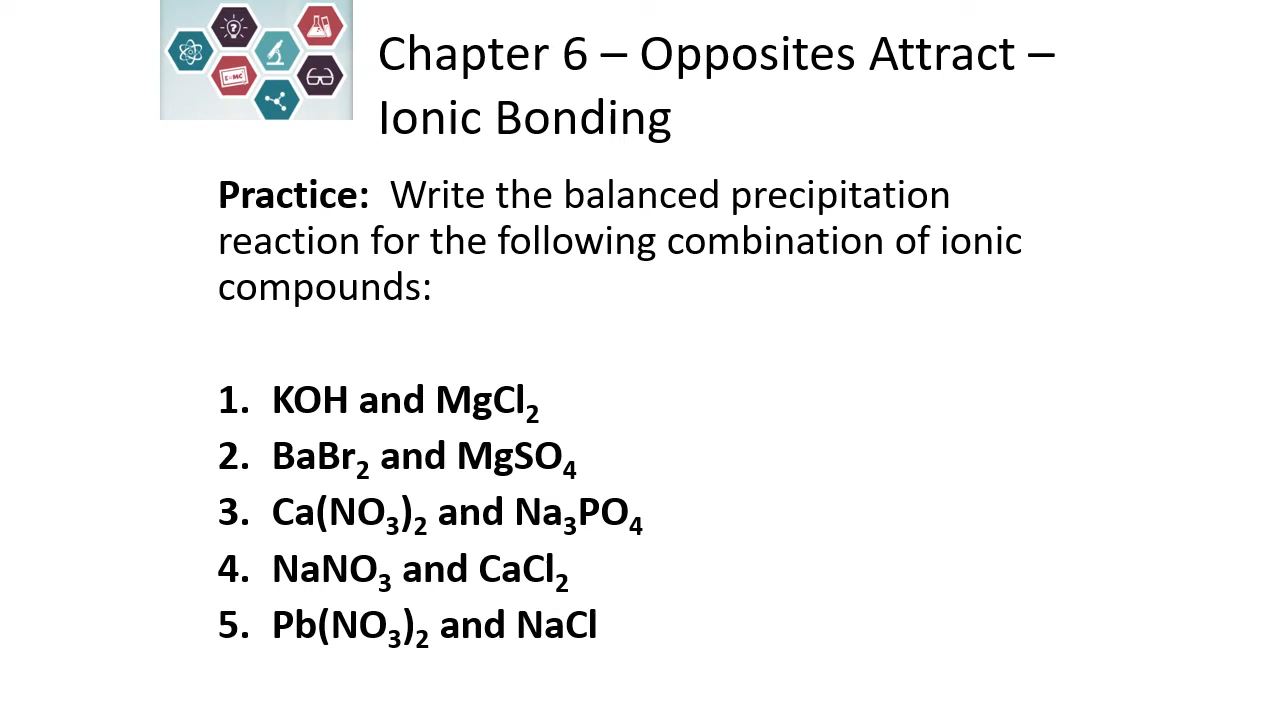 E=MC²
Chapter 6 – Opposites Attract –
Ionic Bonding
Practice:  Write the balanced precipitation
reaction for the following combination of ionic
compounds:
1. KOH and MgCl₂
2. BaBr₂ and MgSO₄
3. Ca(NO₃)₂ and Na₃PO₄
4. NaNO₃ and CaCl₂
5. Pb(NO₃)₂ and NaCl